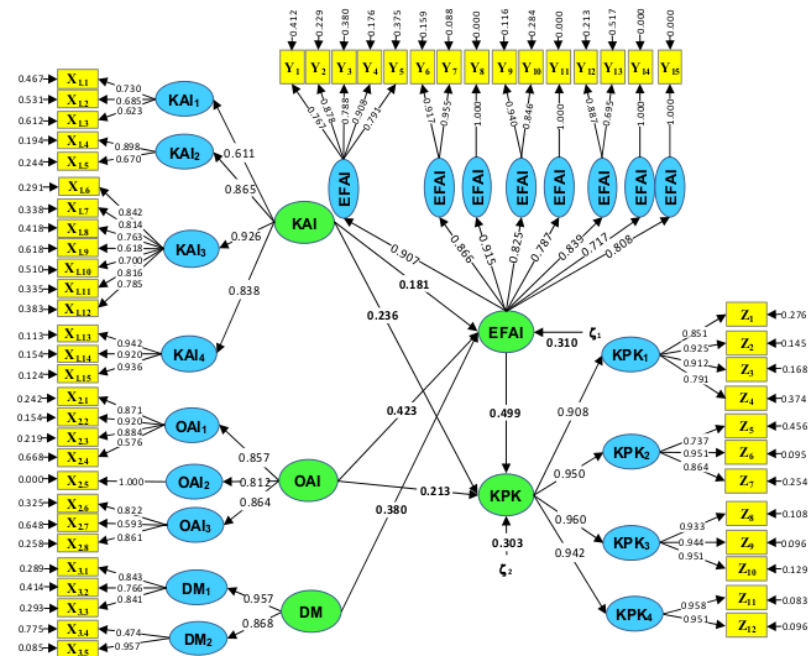 0.412 0.229 0.380 0.176 0.375 0.159 0.088 0.000 0.116 0.284 0.000 0.213 0.517 0.000 0.000
Y1 Y2 Y3 Y4 Y5 Y6 Y7 Y8 Y9 Y10 Y11 Y12 Y13 Y14 Y15
0.767 0.878 0.788 0.908 0.791 0.917 0.955 1.000 0.940 0.846 1.000 0.887 0.695 1.000 1.000
EFAI EFAI EFAI EFAI EFAI EFAI EFAI EFAI
0.907 0.866 0.915 0.825 0.787 0.839 0.717 0.808
0.467 X1.1 0.730
0.531 X1.2 0.685 KAI1
0.612 X1.3 0.623
0.194 X1.4 0.898 KAI2
0.244 X1.5 0.670
0.611
0.865
0.291 X1.6 0.842
0.338 X1.7 0.814
0.418 X1.8 0.763
0.618 X1.9 0.618 KAI3
0.510 X1.10 0.700
0.335 X1.11 0.816
0.383 X1.12 0.785
0.926
KAI
0.838
0.113 X1.13 0.942
0.154 X1.14 0.920 KAI4
0.124 X1.15 0.936
0.181
0.236
EFAI 0.310 ζ1
0.423
0.499
0.242 X2.1 0.871
0.154 X2.2 0.920 OAI1
0.219 X2.3 0.884
0.668 X2.4 0.576
0.857
0.000 X2.5 1.000 OAI2 0.812 OAI
0.325 X2.6 0.822
0.648 X2.7 0.593 OAI3 0.864
0.258 X2.8 0.861
0.213
0.380
KPK
0.303
ζ2
0.289 X3.1 0.843
0.414 X3.2 0.766 DM1 0.957
0.293 X3.3 0.841
DM
0.775 X3.4 0.474 DM2 0.868
0.085 X3.5 0.957
0.908
0.950
0.960
0.942
KPK1 0.851 Z1 0.276
0.925 Z2 0.145
0.912 Z3 0.168
0.791 Z4 0.374
KPK2 0.737 Z5 0.456
0.951 Z6 0.095
0.864 Z7 0.254
KPK3 0.933 Z8 0.108
0.944 Z9 0.096
0.951 Z10 0.129
KPK4 0.958 Z11 0.083
0.951 Z12 0.096